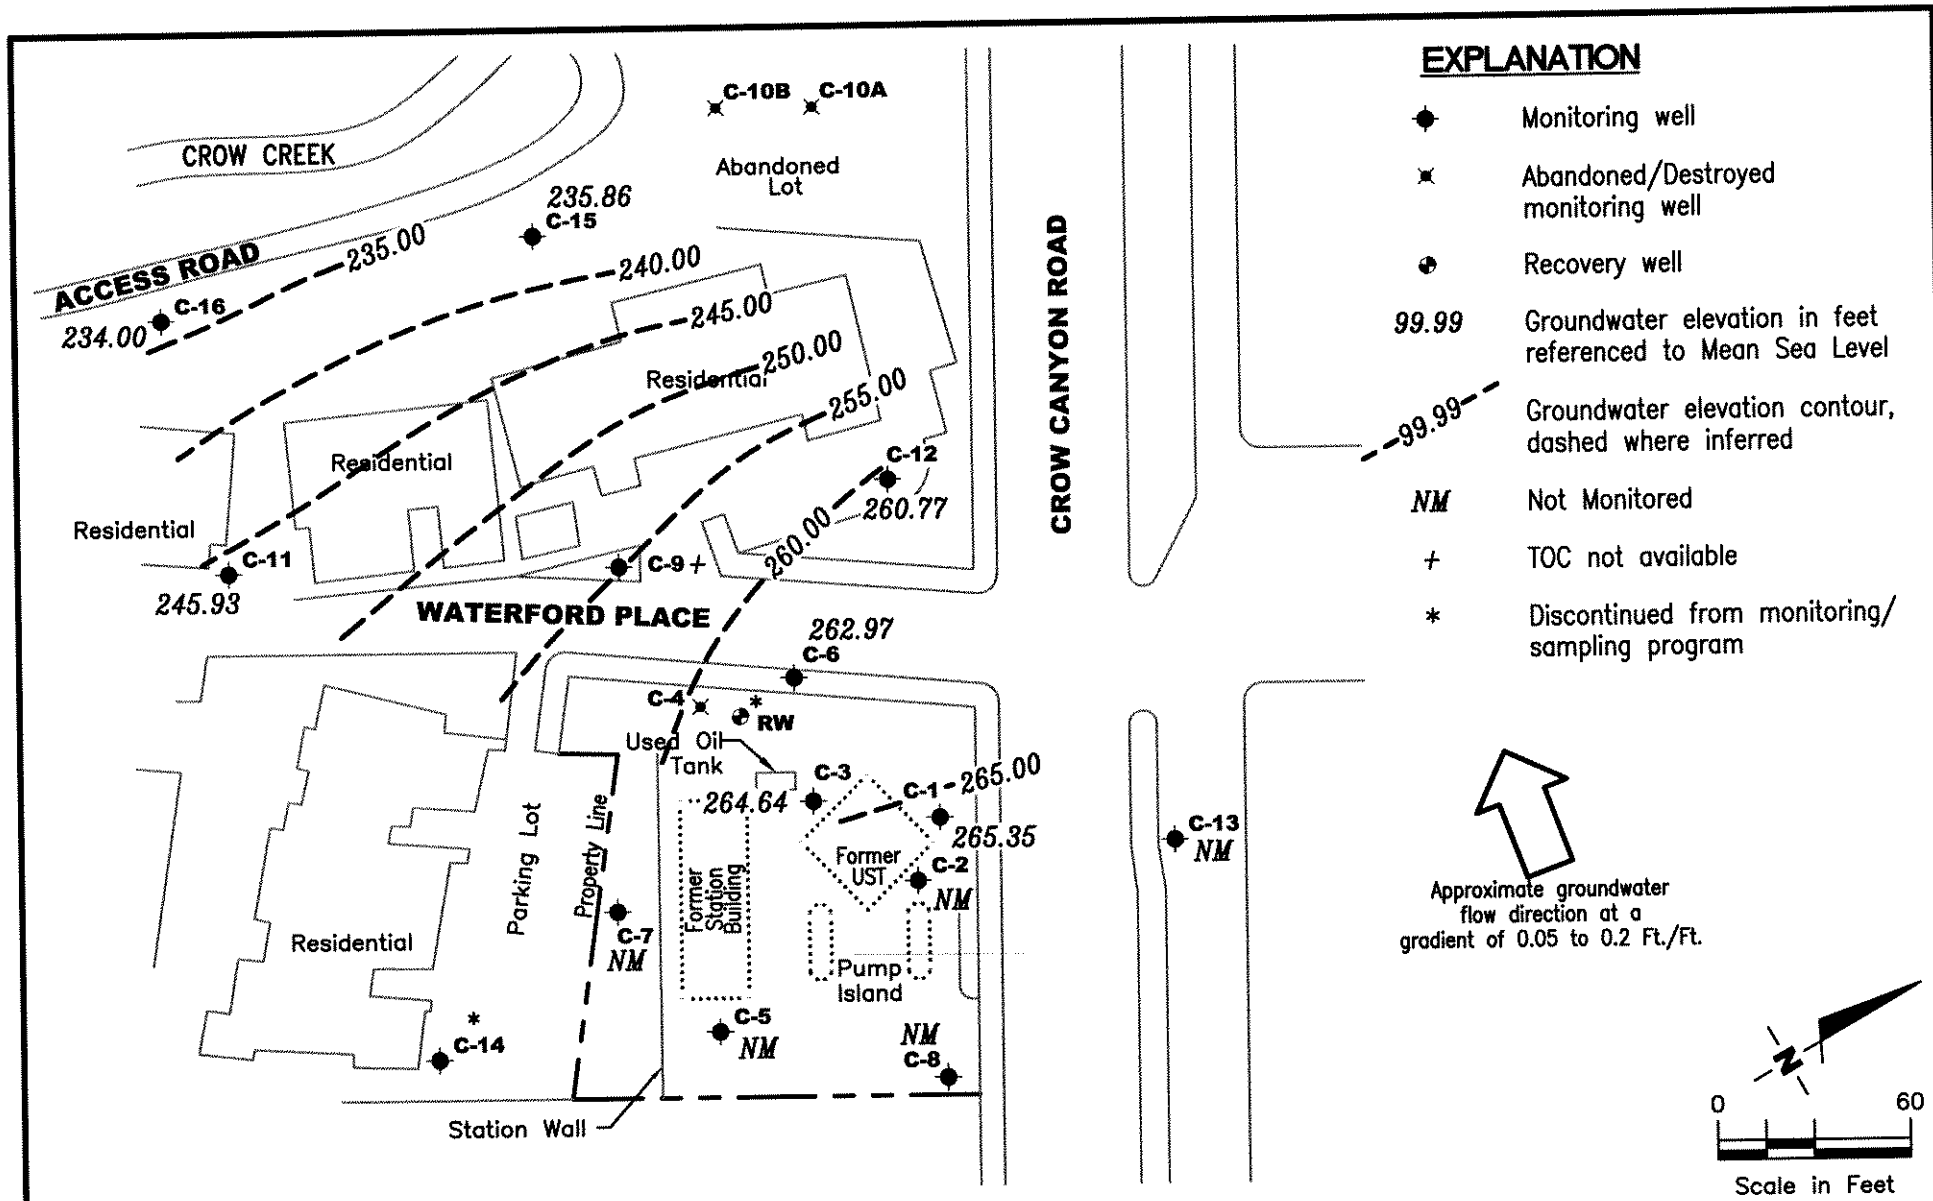 EXPLANATION
Monitoring well
Abandoned/Destroyed
monitoring well
Recovery well
99.99 Groundwater elevation in feet
referenced to Mean Sea Level
99.99 Groundwater elevation contour,
dashed where inferred
NM Not Monitored
+ TOC not available
* Discontinued from monitoring/
sampling program
C-10B
C-10A
CROW CREEK
Abandoned
Lot
235.86
C-15
235.00
ACCESS ROAD
240.00
C-16
234.00
245.00
250.00
Residential
255.00
CROW CANYON ROAD
C-12
260.77
Residential
Residential
260.00
C-11
245.93
C-9 +
WATERFORD PLACE
262.97
C-6
C-4
*
RW
Used Oil
Tank
C-3
264.64
C-1
265.00
265.35
C-13
NM
Former
UST
C-2
NM
Parking Lot
Property Line
Former
Station
Building
C-7
NM
Residential
Pump
Island
*
C-14
C-5
NM
NM
C-8
Station Wall
Approximate groundwater
flow direction at a
gradient of 0.05 to 0.2 Ft./Ft.
N
0 60
Scale in Feet